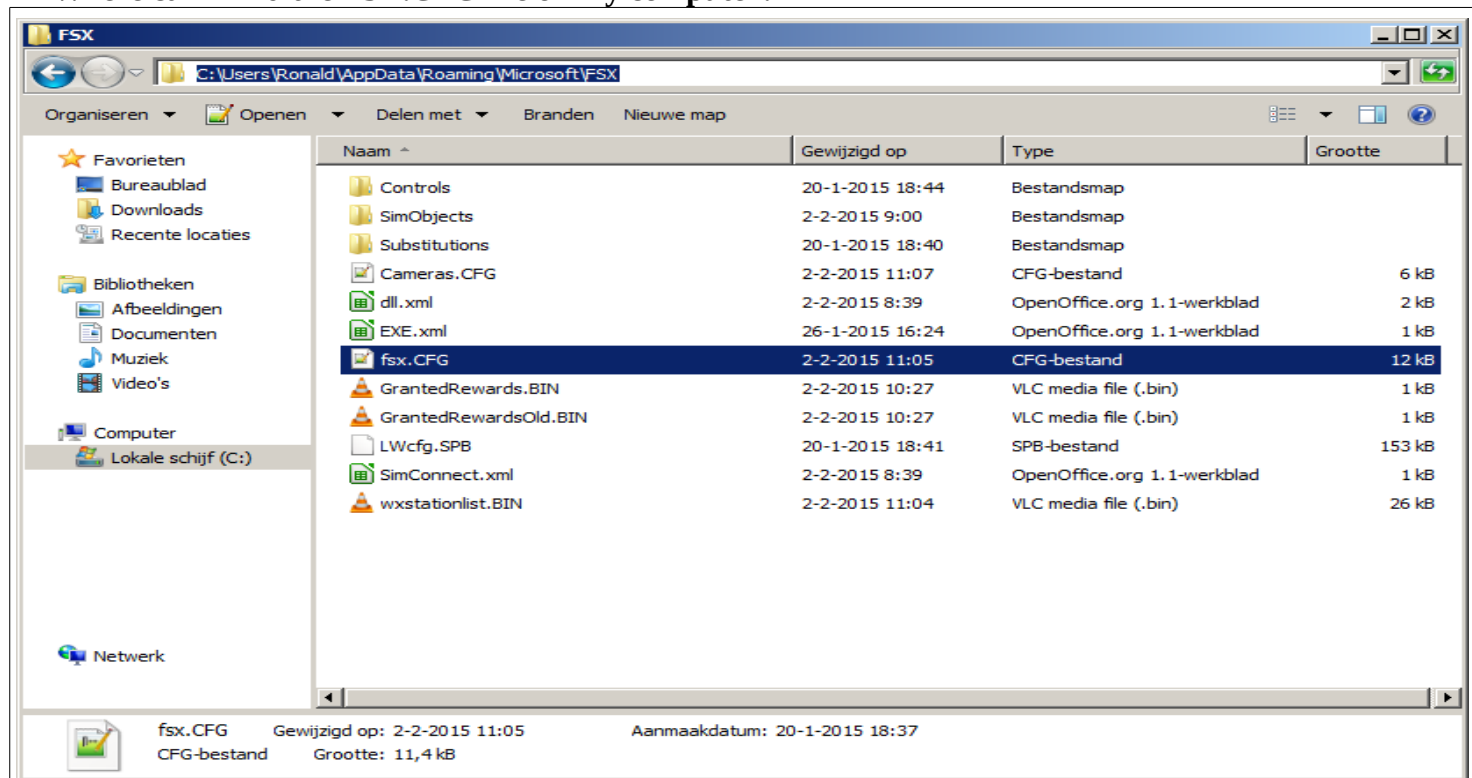 FSX
C:\Users\Ronald\AppData\Roaming\Microsoft\FSX
Organiseren Openen Delen met Branden Nieuwe map
Favorieten
Bureaublad
Downloads
Recente locaties
Bibliotheken
Afbeeldingen
Documenten
Muziek
Video's
Computer
Lokale schijf (C:)
Netwerk
Naam Gewijzigd op Type Grootte
Controls 20-1-2015 18:44 Bestandsmap
SimObjects 2-2-2015 9:00 Bestandsmap
Substitutions 20-1-2015 18:40 Bestandsmap
Cameras.CFG 2-2-2015 11:07 CFG-bestand 6 kB
dll.xml 2-2-2015 8:39 OpenOffice.org 1.1-werkblad 2 kB
EXE.xml 26-1-2015 16:24 OpenOffice.org 1.1-werkblad 1 kB
fsx.CFG 2-2-2015 11:05 CFG-bestand 12 kB
GrantedRewards.BIN 2-2-2015 10:27 VLC media file (.bin) 1 kB
GrantedRewardsOld.BIN 2-2-2015 10:27 VLC media file (.bin) 1 kB
LWcfg.SPB 20-1-2015 18:41 SPB-bestand 153 kB
SimConnect.xml 2-2-2015 8:39 OpenOffice.org 1.1-werkblad 1 kB
wxstationlist.BIN 2-2-2015 11:04 VLC media file (.bin) 26 kB
fsx.CFG Gewijzigd op: 2-2-2015 11:05 Aanmaakdatum: 20-1-2015 18:37
CFG-bestand Grootte: 11,4 kB